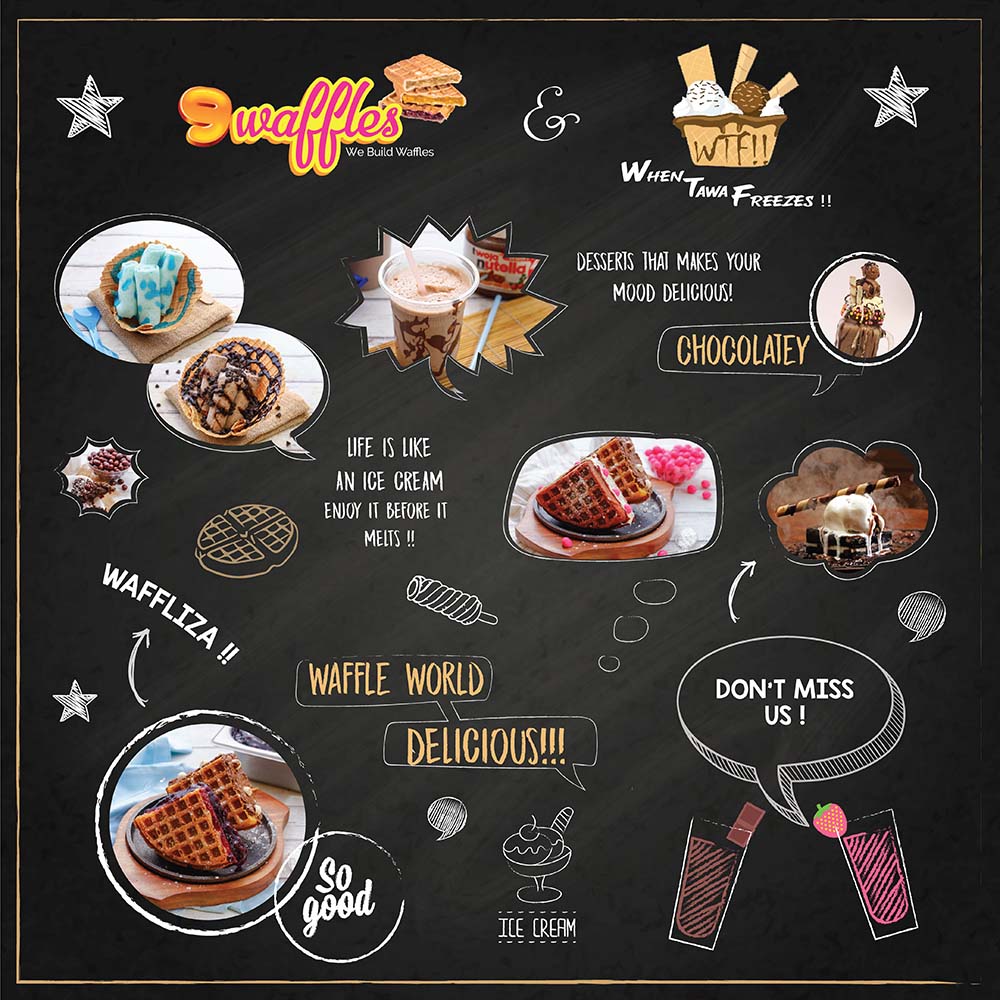 9 waffles
We Build Waffles
&
WTF!!
WHEN TAWA FREEZES !!
nutella
DESSERTS THAT MAKES YOUR
MOOD DELICIOUS!
CHOCOLATEY
LIFE IS LIKE
AN ICE CREAM
ENJOY IT BEFORE IT
MELTS !!
WAFFLIZA !!
WAFFLE WORLD
DELICIOUS!!!
DON'T MISS
US !
So
good
ICE CREAM